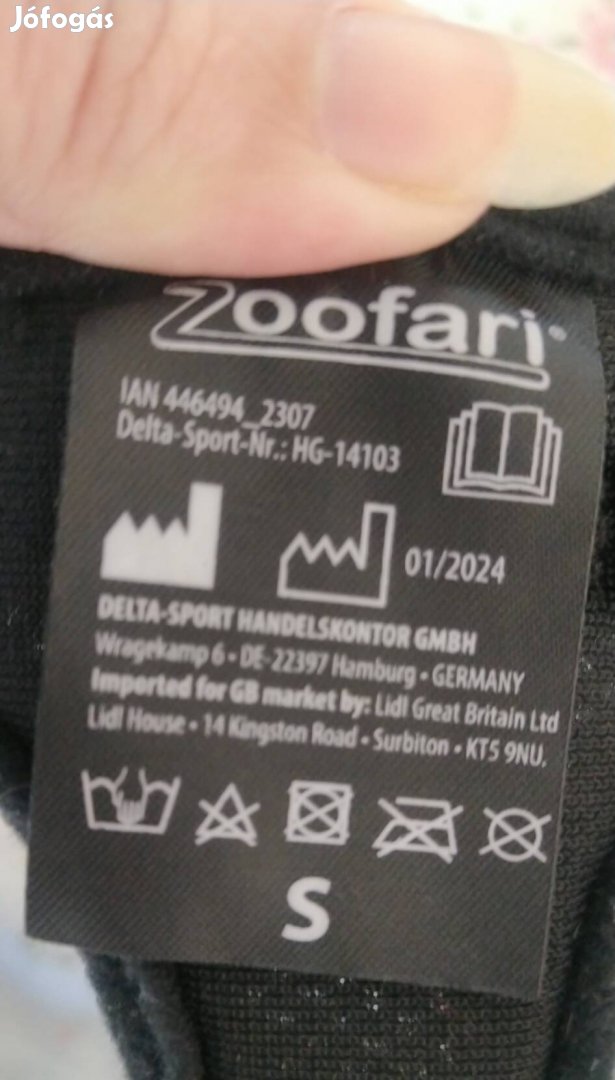 Jófogás
Zoofari®
IAN 446494_2307
Delta-Sport-Nr.: HG-14103
01/2024
DELTA-SPORT HANDELSKONTOR GMBH
Wragekamp 6 • DE-22397 Hamburg • GERMANY
Imported for GB market by: Lidl Great Britain Ltd
Lidl House • 14 Kingston Road • Surbiton • KT5 9NU.
S